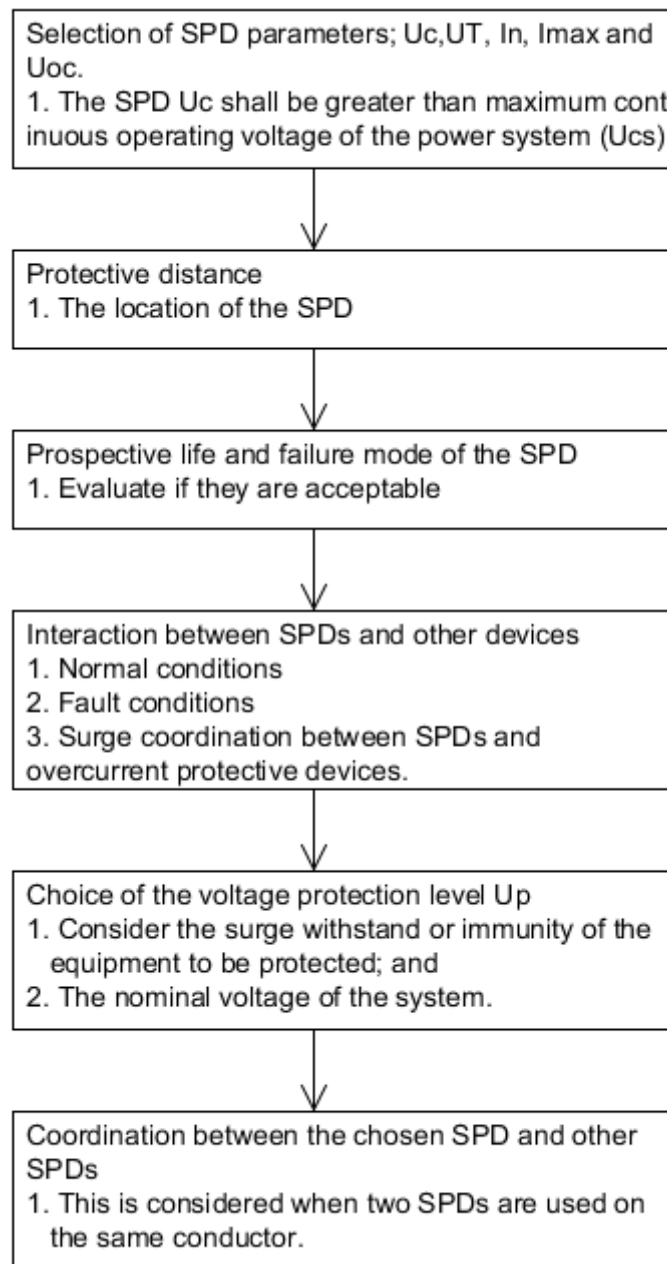 Selection of SPD parameters; Uc,UT, In, Imax and
Uoc.
1. The SPD Uc shall be greater than maximum cont
inuous operating voltage of the power system (Ucs)
Protective distance
1. The location of the SPD
Prospective life and failure mode of the SPD
1. Evaluate if they are acceptable
Interaction between SPDs and other devices
1. Normal conditions
2. Fault conditions
3. Surge coordination between SPDs and
overcurrent protective devices.
Choice of the voltage protection level Up
1. Consider the surge withstand or immunity of the
equipment to be protected; and
2. The nominal voltage of the system.
Coordination between the chosen SPD and other
SPDs
1. This is considered when two SPDs are used on
the same conductor.